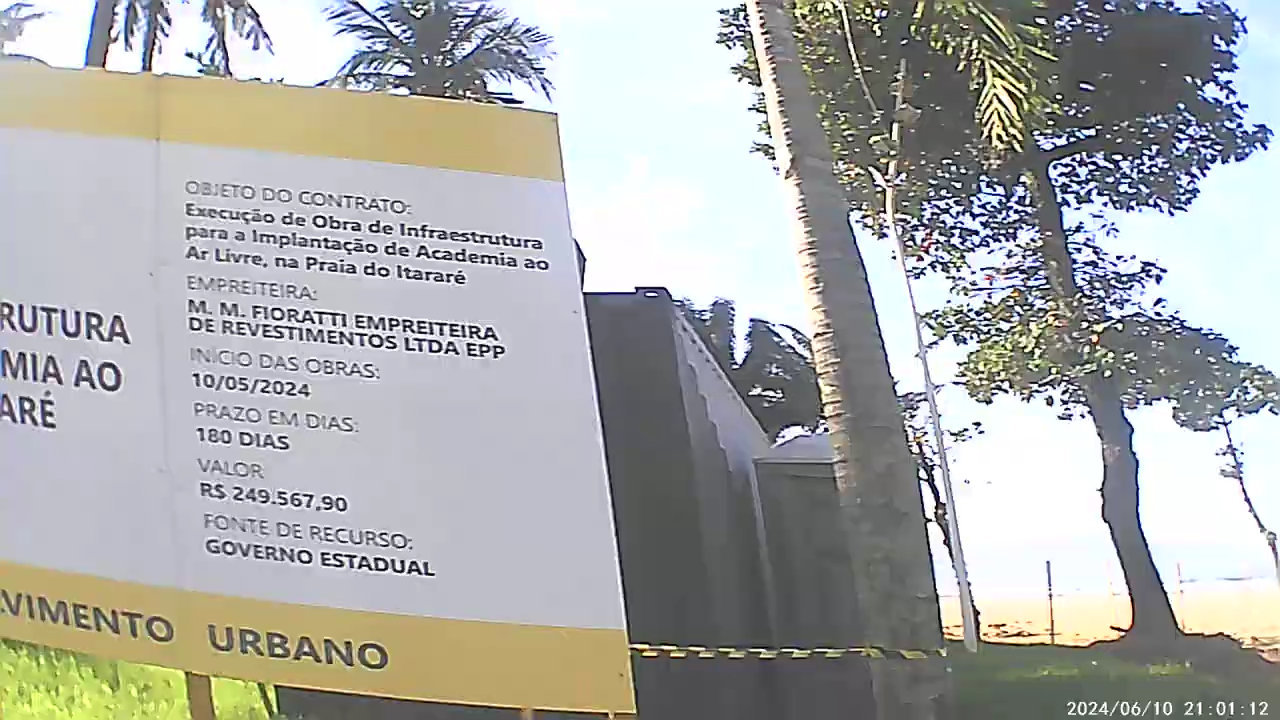 RUTURA
MIA AO
ARÉ
OBJETO DO CONTRATO:
Execução de Obra de Infraestrutura
para a Implantação de Academia ao
Ar Livre, na Praia do Itararé
EMPREITEIRA:
M. M. FIORATTI EMPREITEIRA
DE REVESTIMENTOS LTDA EPP
INÍCIO DAS OBRAS:
10/05/2024
PRAZO EM DIAS:
180 DIAS
VALOR
R$ 249.567,90
FONTE DE RECURSO:
GOVERNO ESTADUAL
VIMENTO URBANO
2024/06/10 21:01:12